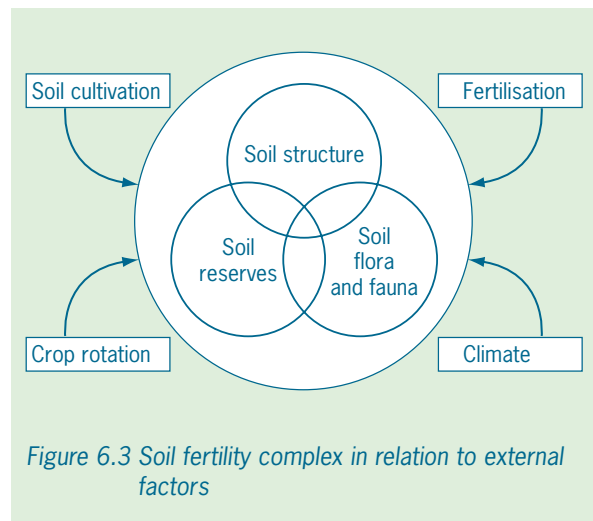 Soil cultivation
Fertilisation
Soil structure
Soil
reserves
Soil
flora
and fauna
Crop rotation
Climate
Figure 6.3 Soil fertility complex in relation to external
factors